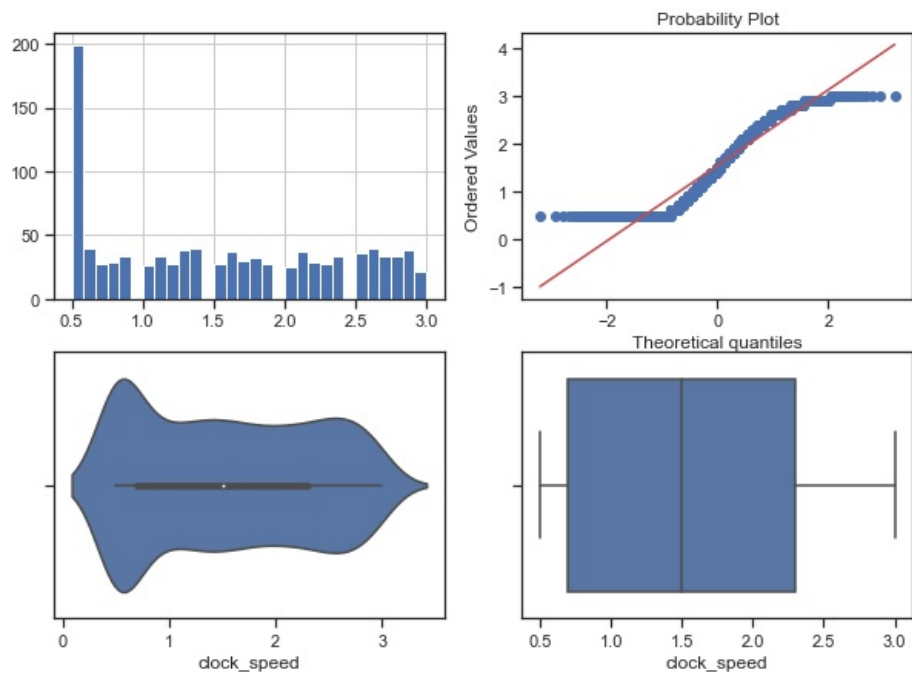 Probability Plot
200
150
100
50
0
0.5 1.0 1.5 2.0 2.5 3.0
Ordered Values
4
3
2
1
0
−1
−2 0 2
Theoretical quantiles
0 1 2 3
clock_speed
0.5 1.0 1.5 2.0 2.5 3.0
clock_speed